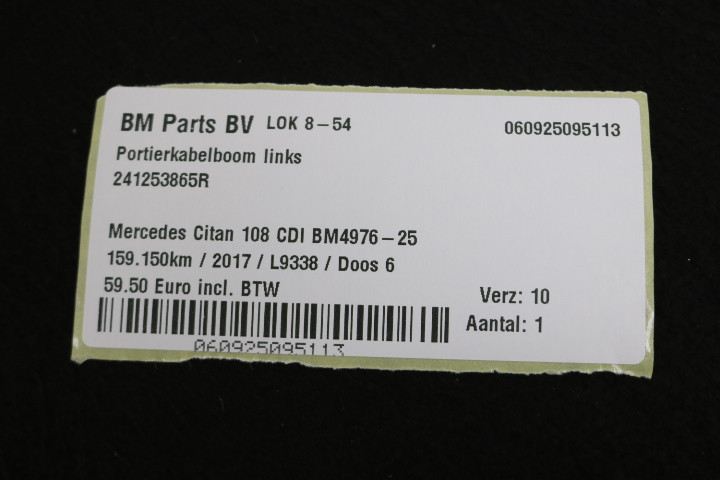 BM Parts BV LOK 8-54 060925095113
Portierkabelboom links
241253865R
Mercedes Citan 108 CDI BM4976-25
159.150km / 2017 / L9338 / Doos 6
59.50 Euro incl. BTW
Verz: 10
Aantal: 1
060925095113